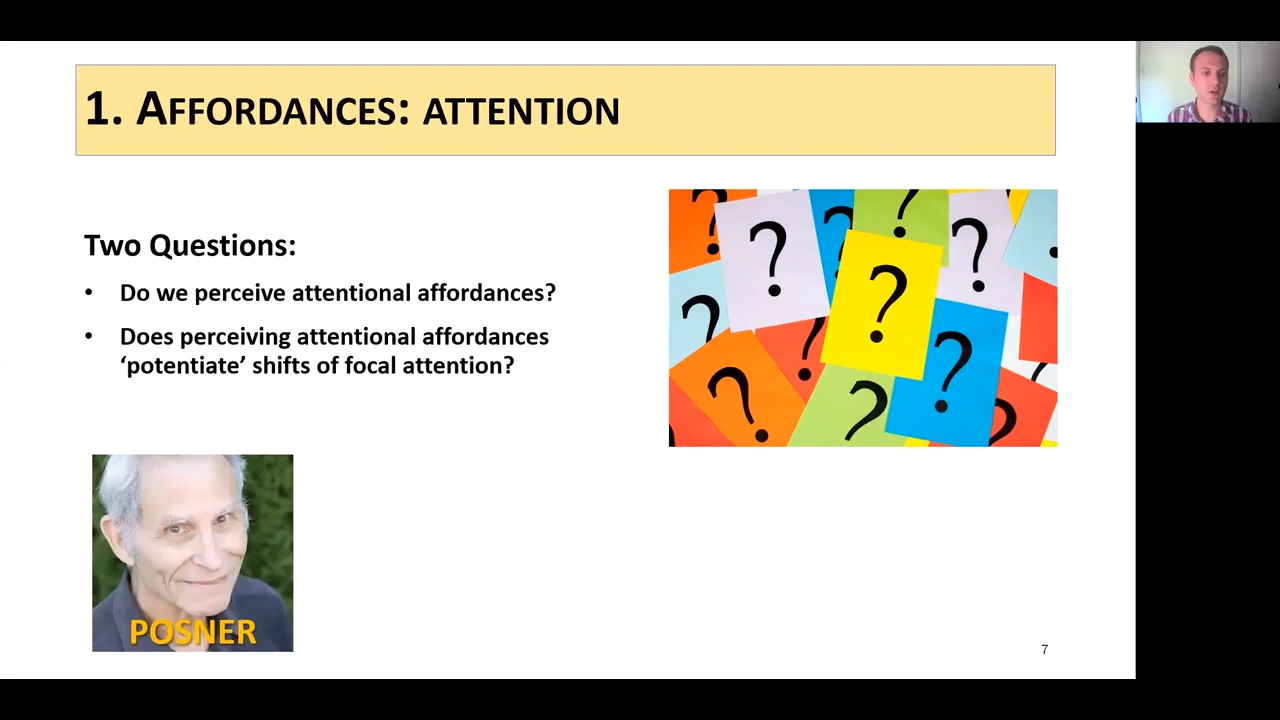 1. AFFORDANCES: ATTENTION
Two Questions:
• Do we perceive attentional affordances?
• Does perceiving attentional affordances
‘potentiate’ shifts of focal attention?
? ? ? ? ?
? ? ?
? ? ? ? ? ?
POSNER
7